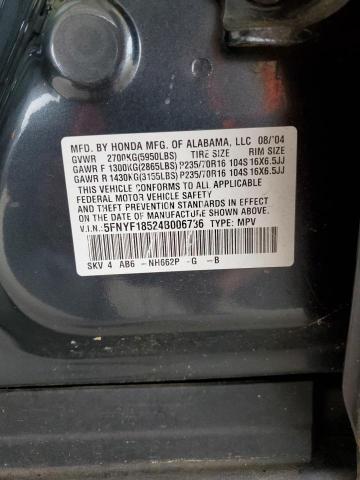 MFD. BY HONDA MFG. OF ALABAMA, LLC 08/'04
GVWR 2700KG(5950LBS) TIRE SIZE RIM SIZE
GAWR F 1300KG(2865LBS) P235/70R16 104S 16X6.5JJ
GAWR R 1430KG(3155LBS) P235/70R16 104S 16X6.5JJ
THIS VEHICLE CONFORMS TO ALL APPLICABLE
FEDERAL MOTOR VEHICLE SAFETY
AND THEFT PREVENTION STANDARDS IN EFFECT
ON THE DATE OF MANUFACTURE SHOWN ABOVE.
V.I.N.: 5FNYF18524B006736 TYPE: MPV
SKV 4 AB6 -NH662P -G -B